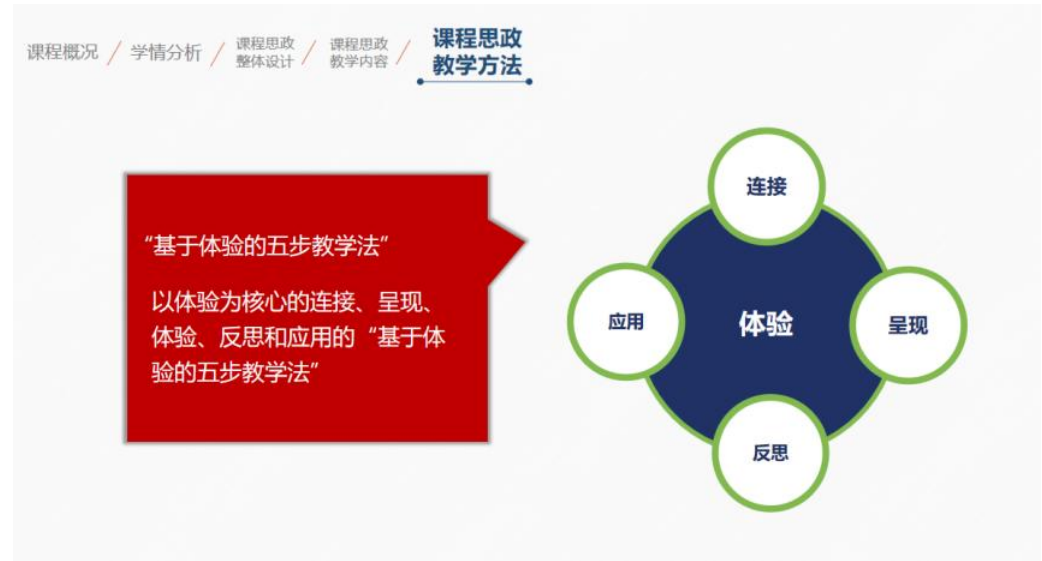 课程概况 / 学情分析 / 课程思政 / 课程思政 / 课程思政
整体设计 教学内容 教学方法
“基于体验的五步教学法”
以体验为核心的连接、呈现、
体验、反思和应用的“基于体
验的五步教学法”
连接
应用
体验
呈现
反思